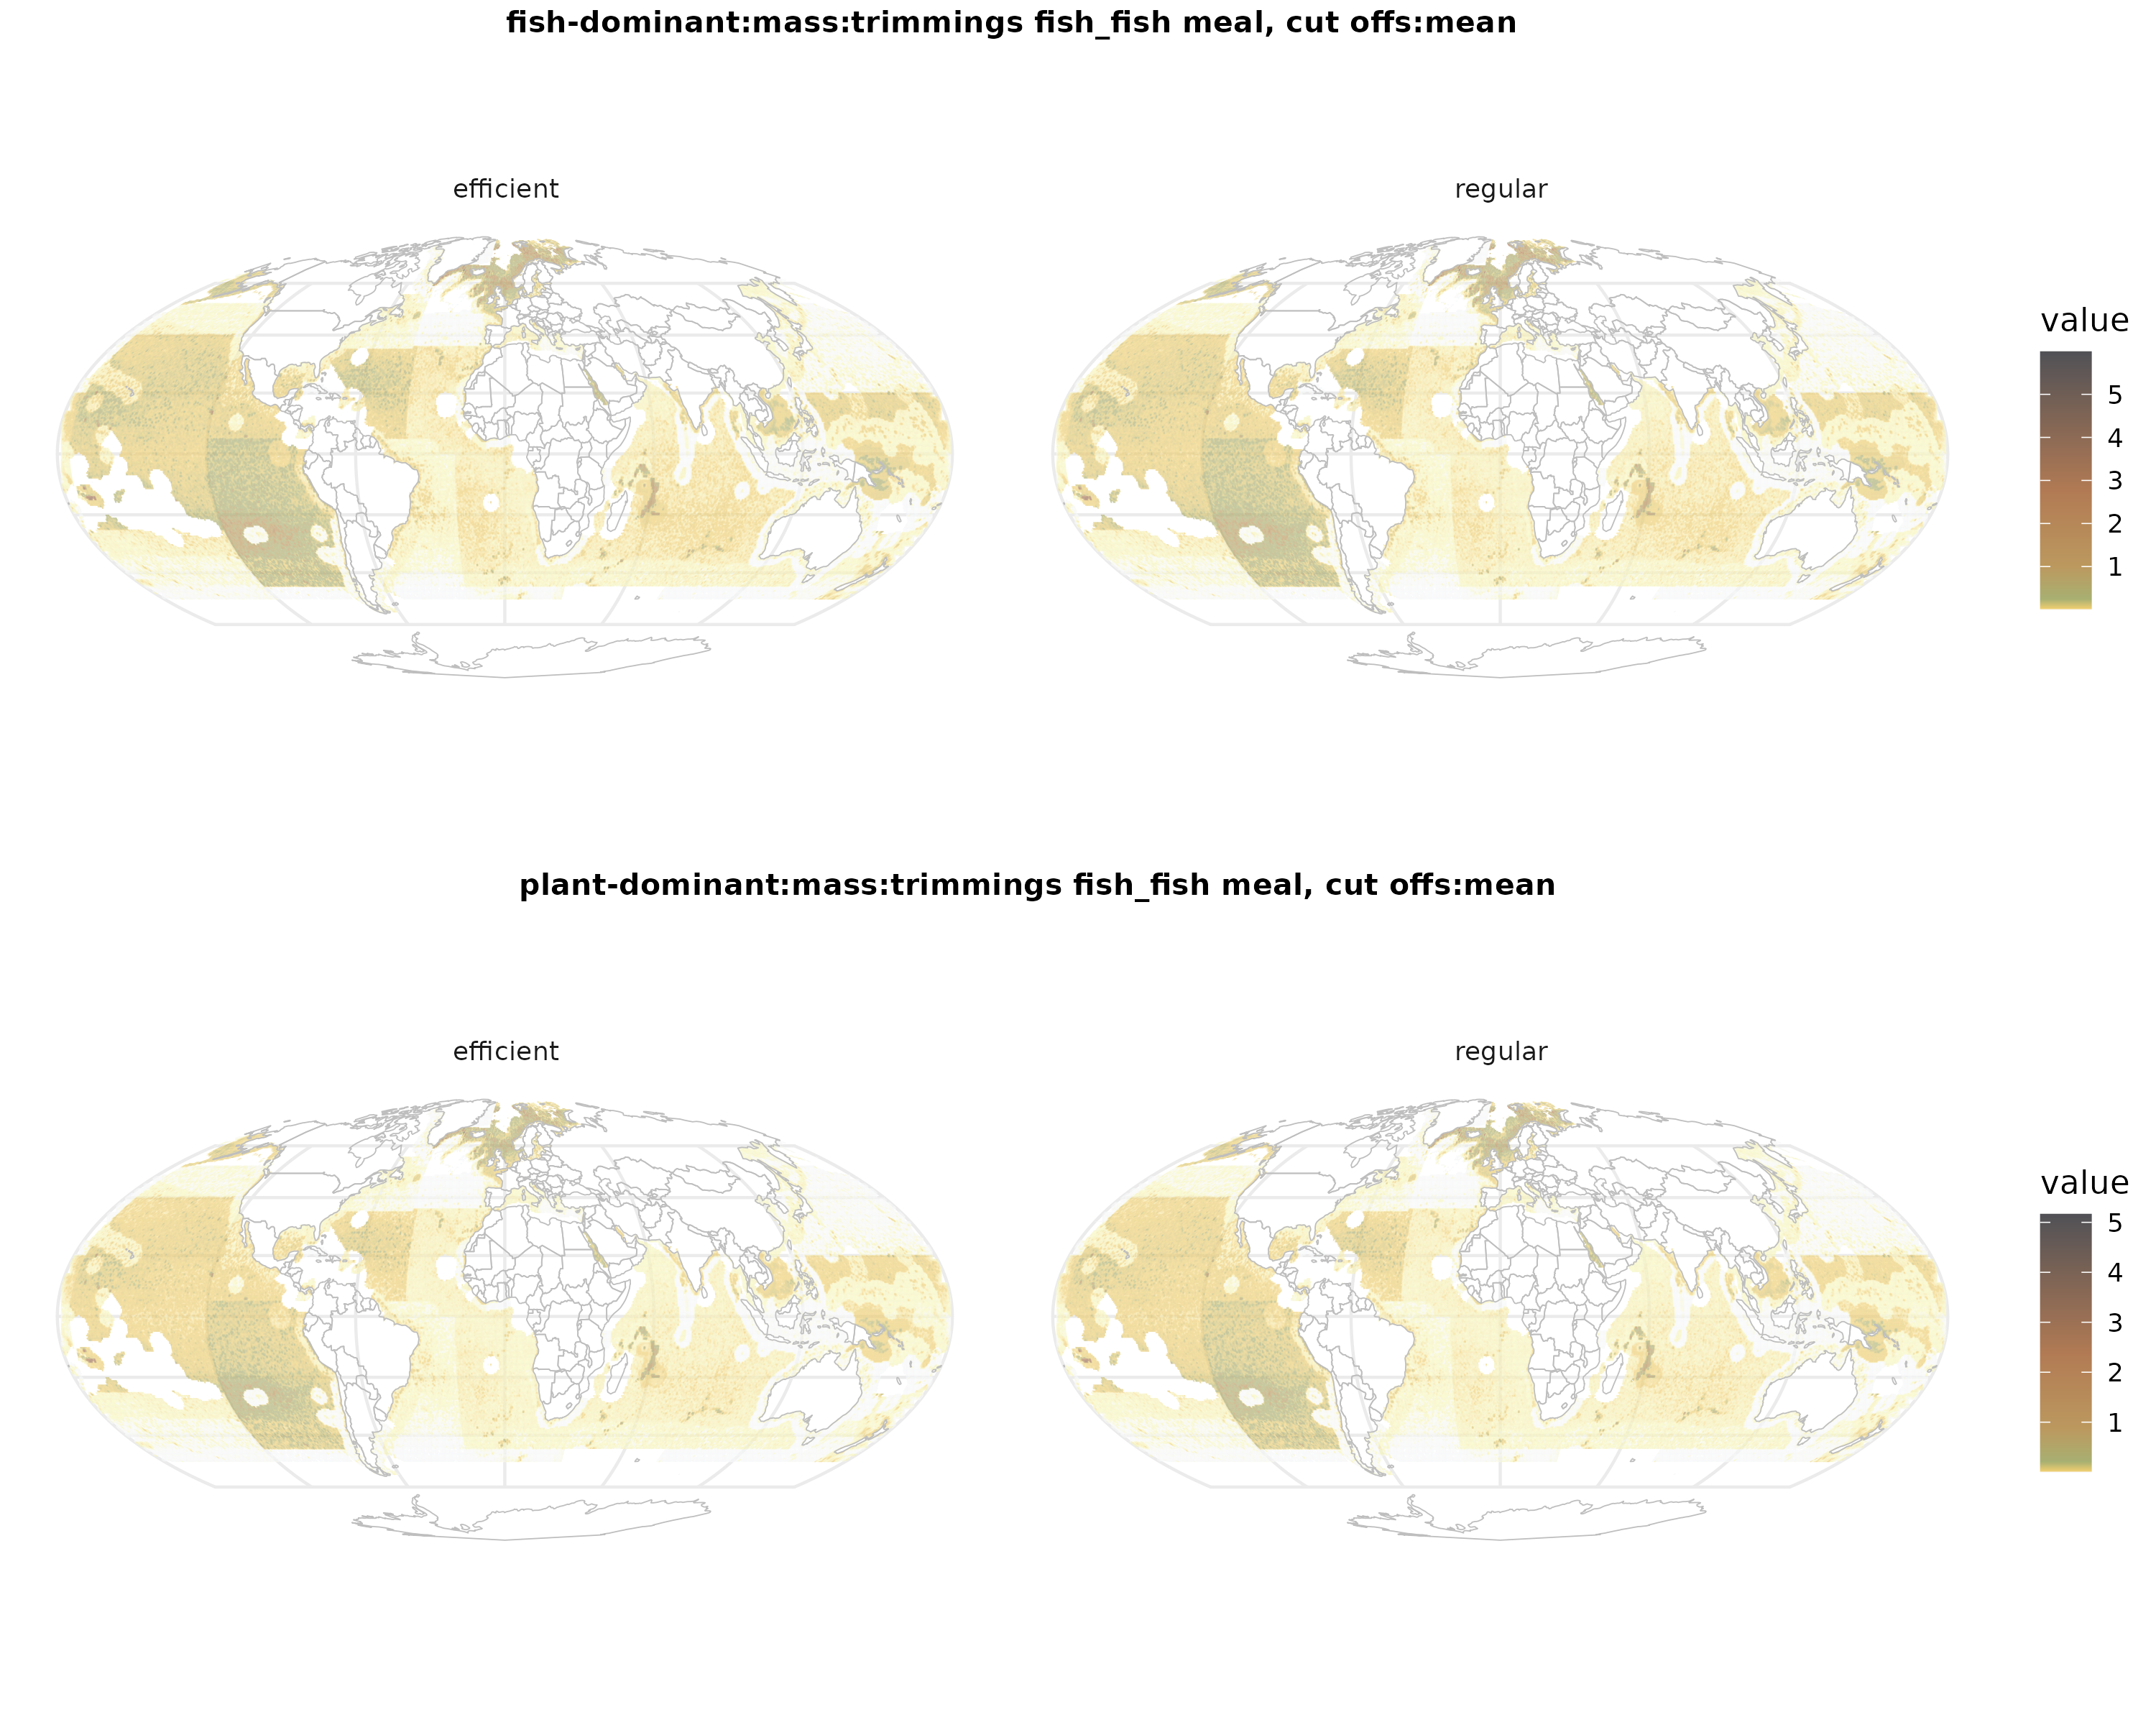 fish-dominant:mass:trimmings fish_fish meal, cut offs:mean
efficient
regular
value
5
4
3
2
1
plant-dominant:mass:trimmings fish_fish meal, cut offs:mean
efficient
regular
value
5
4
3
2
1